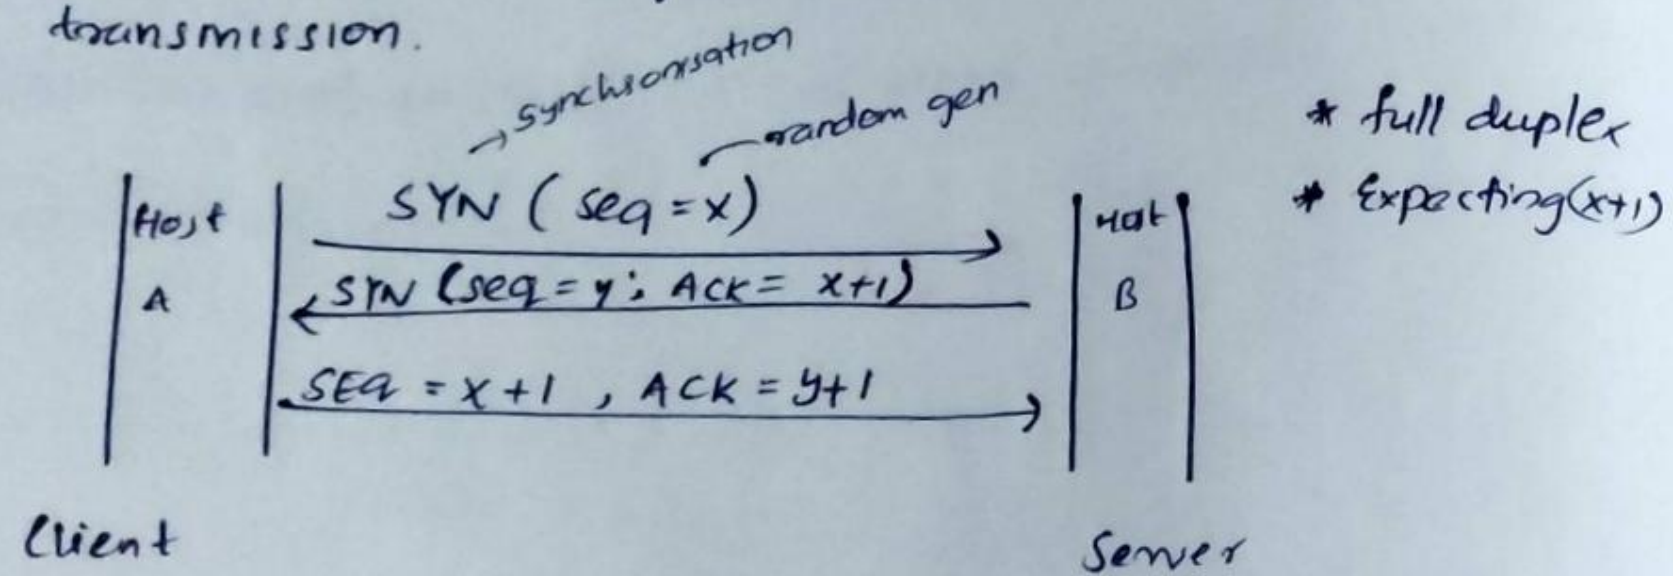 transmission.
synchronisation
random gen
* full duplex
* Expecting(x+1)
SYN ( seq = x)
Host
A
Host
B
SYN (seq = y; ACK = x+1)
SEQ = x +1 , ACK = y+1
Client
Server